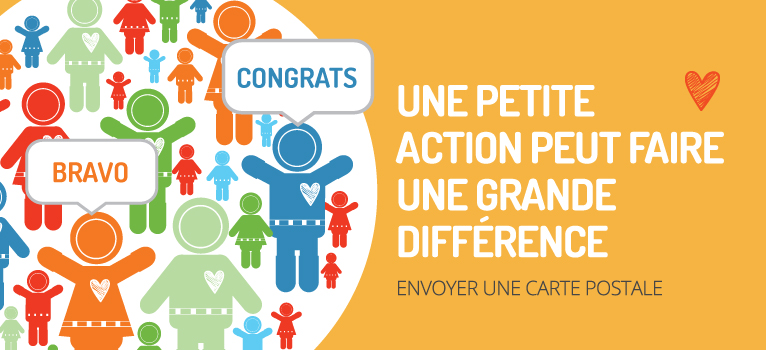 CONGRATS
BRAVO
UNE PETITE
ACTION PEUT FAIRE
UNE GRANDE
DIFFÉRENCE
ENVOYER UNE CARTE POSTALE